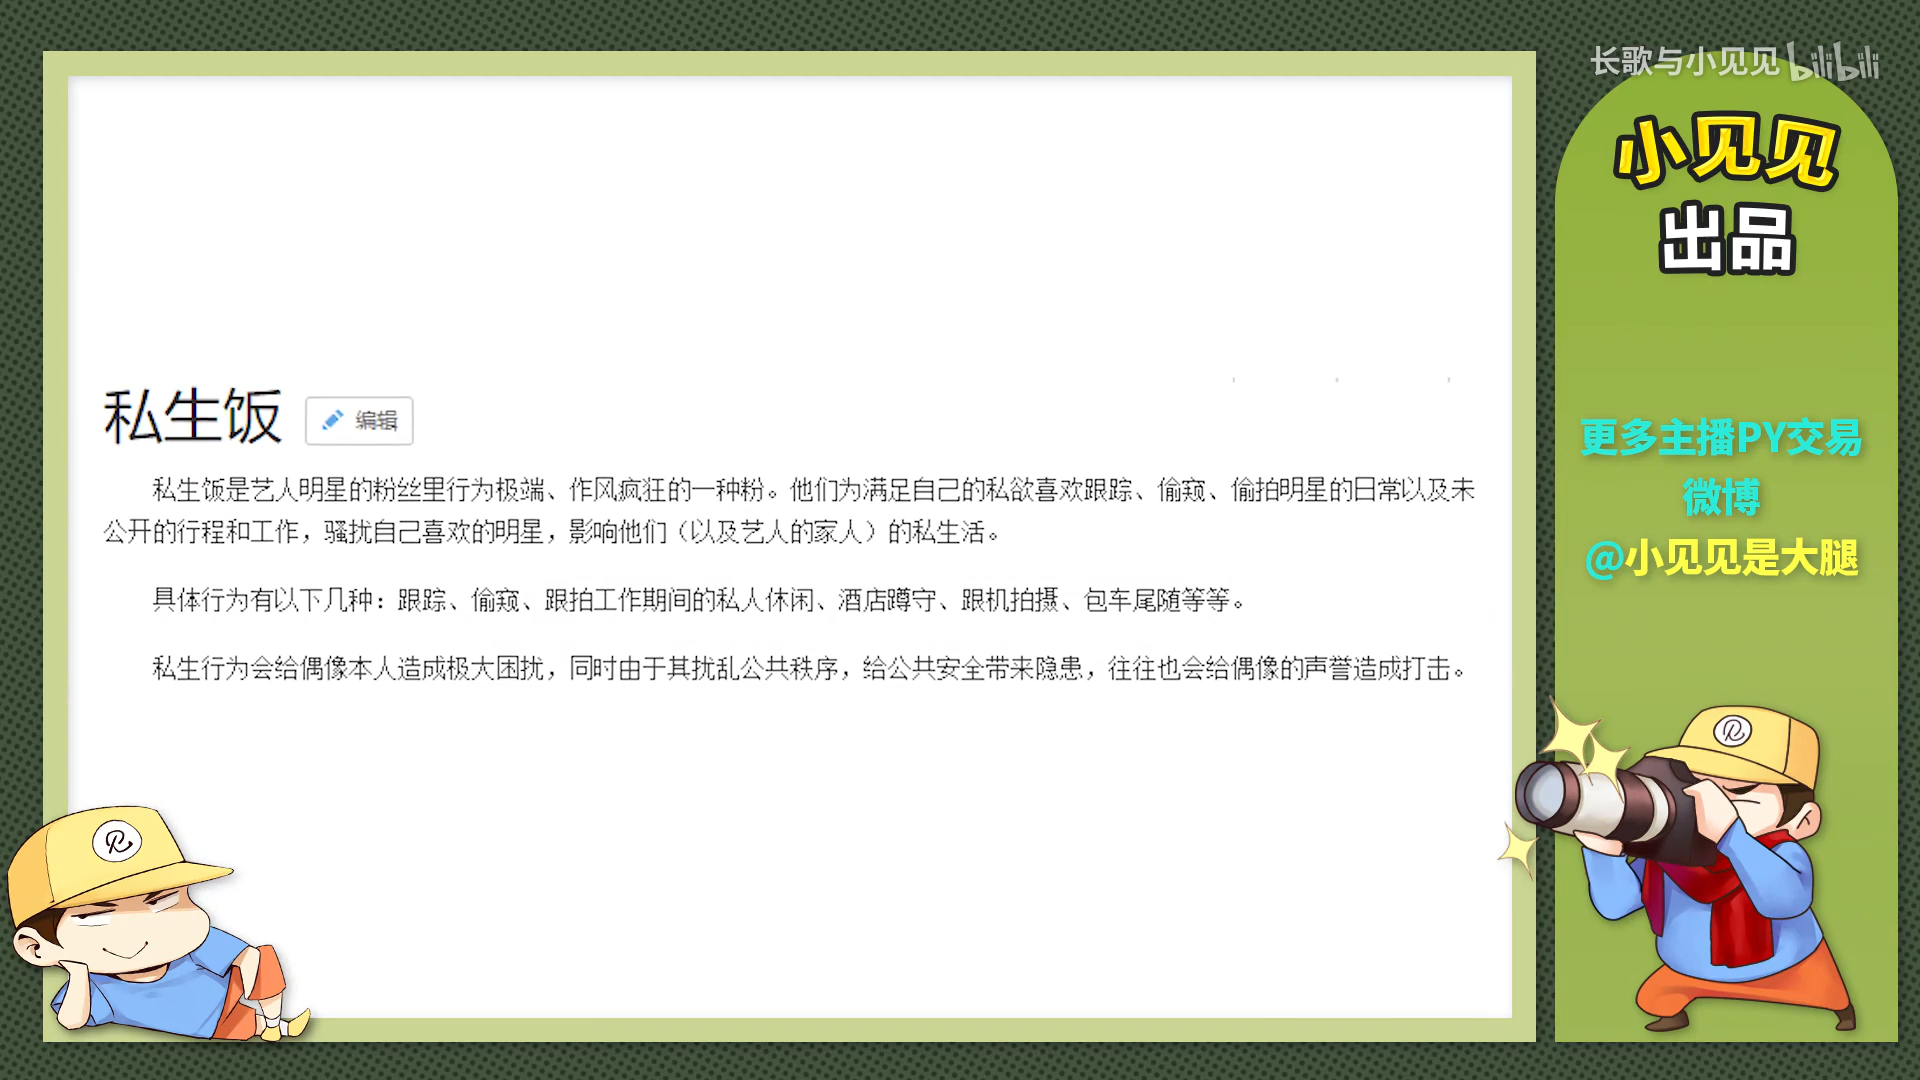 长歌与小见见 bilibili
小见见
出品
私生饭 编辑
私生饭是艺人明星的粉丝里行为极端、作风疯狂的一种粉。他们为满足自己的私欲喜欢跟踪、偷窥、偷拍明星的日常以及未
公开的行程和工作，骚扰自己喜欢的明星，影响他们（以及艺人的家人）的私生活。
具体行为有以下几种：跟踪、偷窥、跟拍工作期间的私人休闲、酒店蹲守、跟机拍摄、包车尾随等等。
私生行为会给偶像本人造成极大困扰，同时由于其扰乱公共秩序，给公共安全带来隐患，往往也会给偶像的声誉造成打击。
更多主播PY交易
微博
@小见见是大腿